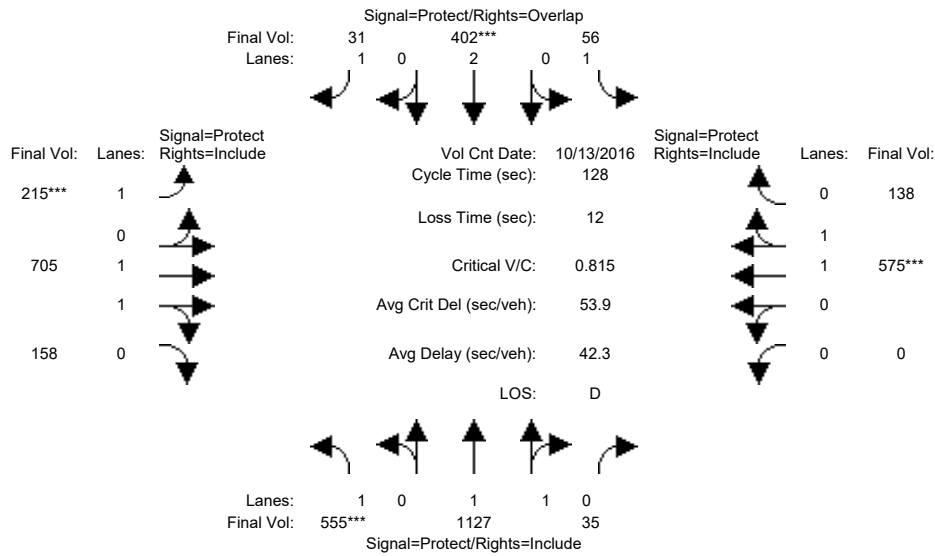 Signal=Protect/Rights=Overlap
Final Vol: 31 402*** 56
Lanes: 1 0 2 0 1
Signal=Protect
Final Vol: Lanes: Rights=Include
Vol Cnt Date: 10/13/2016
Signal=Protect
Rights=Include Lanes: Final Vol:
Cycle Time (sec): 128
215*** 1
0 138
Loss Time (sec): 12
0
1
705 1
Critical V/C: 0.815
1 575***
1
Avg Crit Del (sec/veh): 53.9
0
158 0
Avg Delay (sec/veh): 42.3
0 0
LOS: D
Lanes: 1 0 1 1 0
Final Vol: 555*** 1127 35
Signal=Protect/Rights=Include